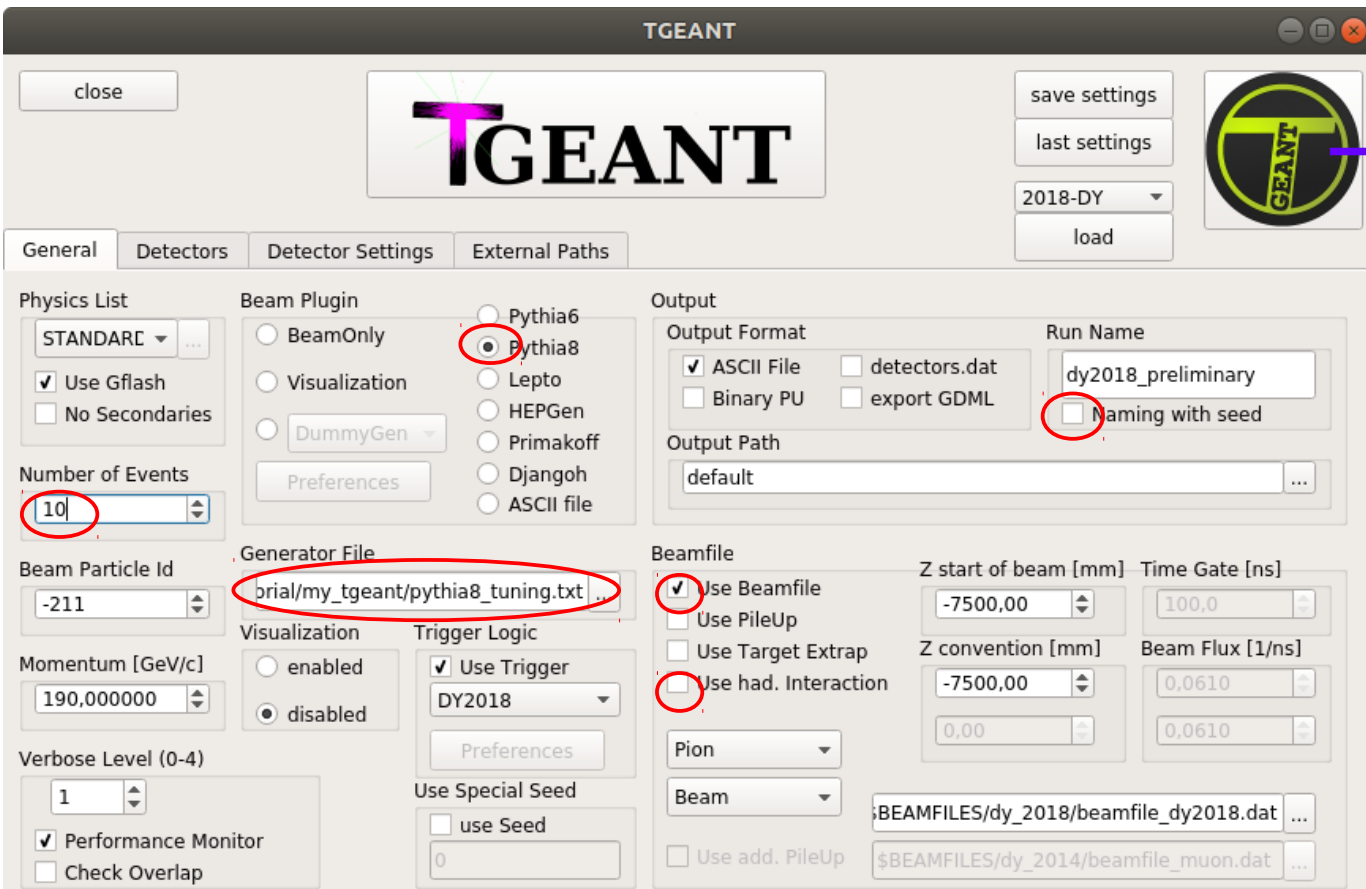 TGEANT
close
TGEANT
save settings
last settings
2018-DY
load
TGEANT
General
Detectors
Detector Settings
External Paths
Physics List
STANDARD
...
Use Gflash
No Secondaries
Number of Events
10
Beam Particle Id
-211
Momentum [GeV/c]
190,000000
Verbose Level (0-4)
1
Performance Monitor
Check Overlap
Beam Plugin
BeamOnly
Visualization
DummyGen
Preferences
Pythia6
Pythia8
Lepto
HEPGen
Primakoff
Djangoh
ASCII file
Generator File
orial/my_tgeant/pythia8_tuning.txt
...
Visualization
enabled
disabled
Trigger Logic
Use Trigger
DY2018
Preferences
Use Special Seed
use Seed
0
Output
Output Format
ASCII File
detectors.dat
Binary PU
export GDML
Run Name
dy2018_preliminary
Naming with seed
Output Path
default
...
Beamfile
Use Beamfile
Use PileUp
Use Target Extrap
Use had. Interaction
Pion
Beam
Z start of beam [mm]
-7500,00
Z convention [mm]
-7500,00
0,00
Time Gate [ns]
100,0
Beam Flux [1/ns]
0,0610
0,0610
$BEAMFILES/dy_2018/beamfile_dy2018.dat
...
Use add. PileUp
$BEAMFILES/dy_2014/beamfile_muon.dat
...